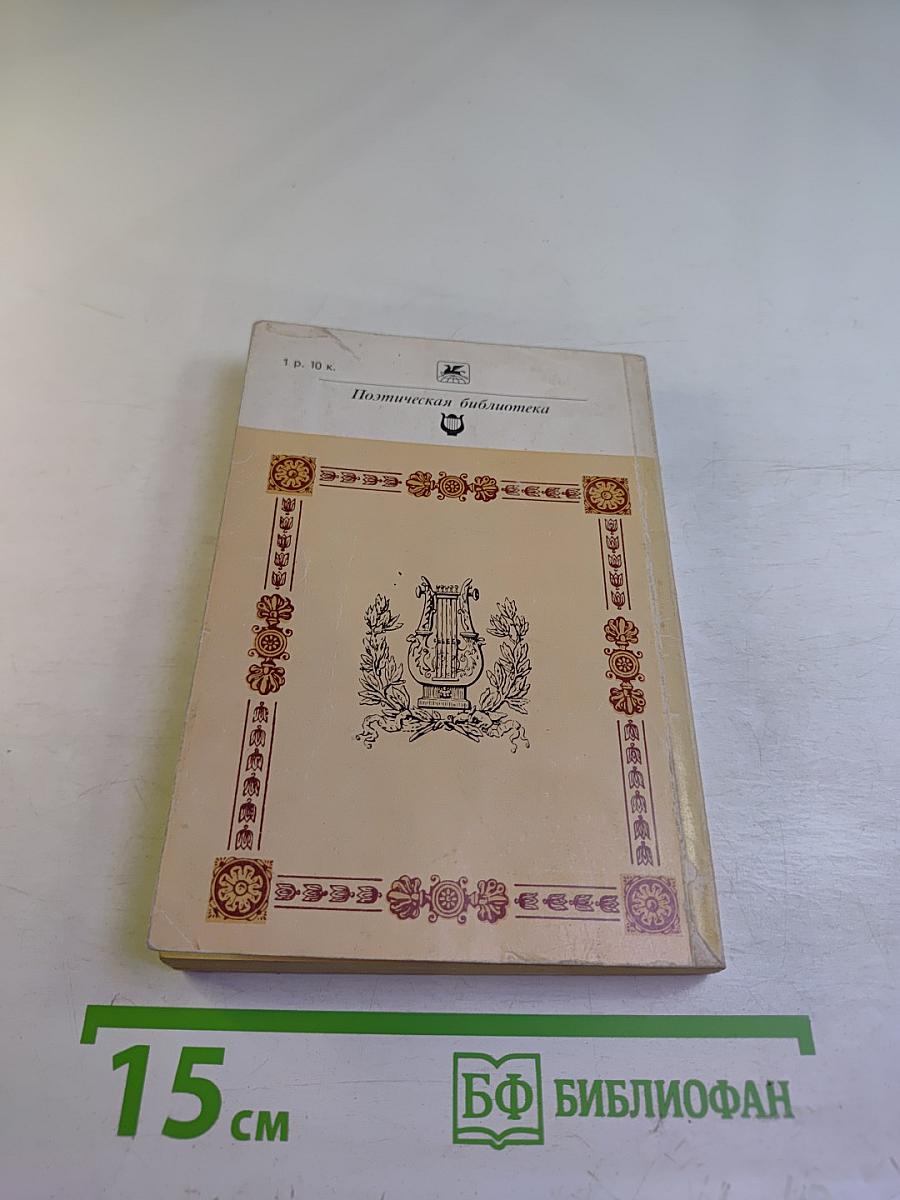 1 р. 10 к.
Поэтическая библиотека
15 см
БФ БИБЛИОФАН